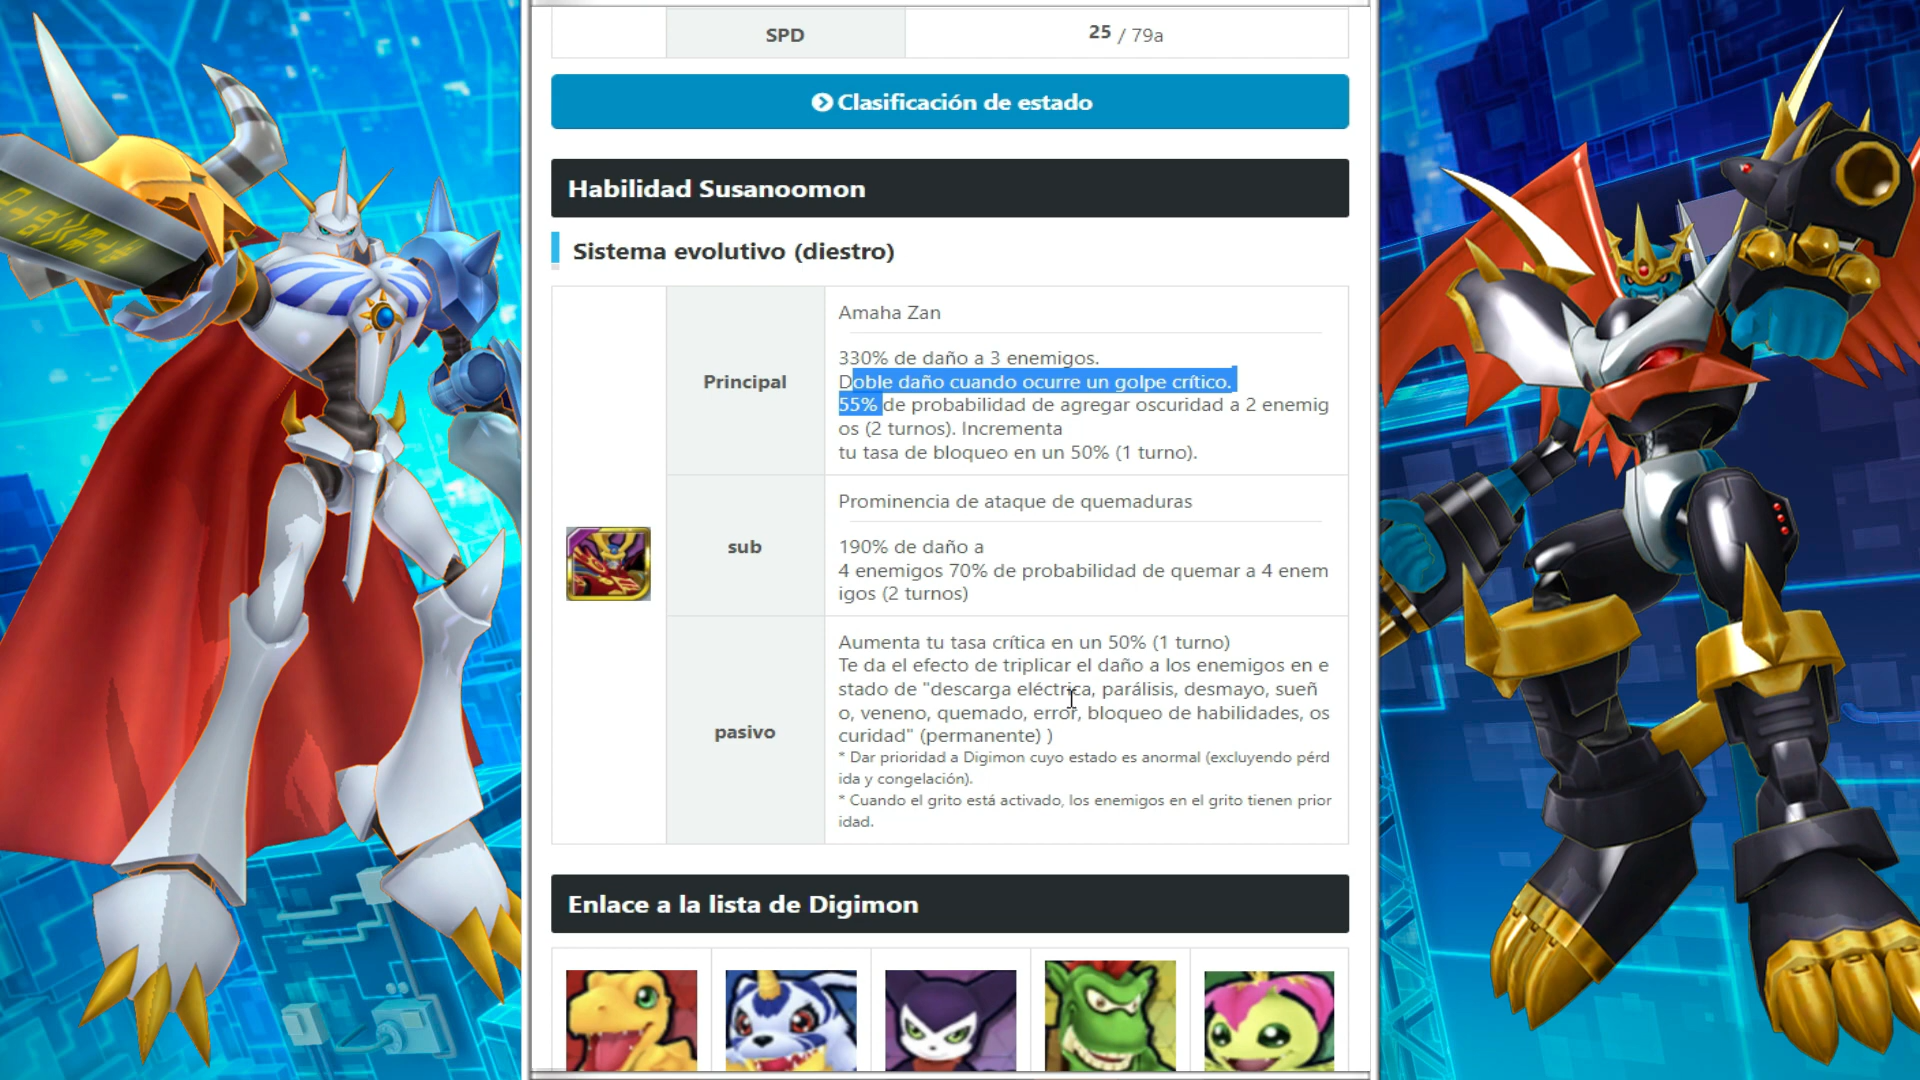 SPD
25 / 79a
Clasificación de estado
Habilidad Susanoomon
Sistema evolutivo (diestro)
Principal
Amaha Zan
330% de daño a 3 enemigos.
Doble daño cuando ocurre un golpe crítico.
55% de probabilidad de agregar oscuridad a 2 enemig
os (2 turnos). Incrementa
tu tasa de bloqueo en un 50% (1 turno).
sub
Prominencia de ataque de quemaduras
190% de daño a
4 enemigos 70% de probabilidad de quemar a 4 enem
igos (2 turnos)
pasivo
Aumenta tu tasa crítica en un 50% (1 turno)
Te da el efecto de triplicar el daño a los enemigos en e
stado de "descarga eléctrica, parálisis, desmayo, sueñ
o, veneno, quemado, error, bloqueo de habilidades, os
curidad" (permanente) )
* Dar prioridad a Digimon cuyo estado es anormal (excluyendo pérd
ida y congelación).
* Cuando el grito está activado, los enemigos en el grito tienen prior
idad.
Enlace a la lista de Digimon